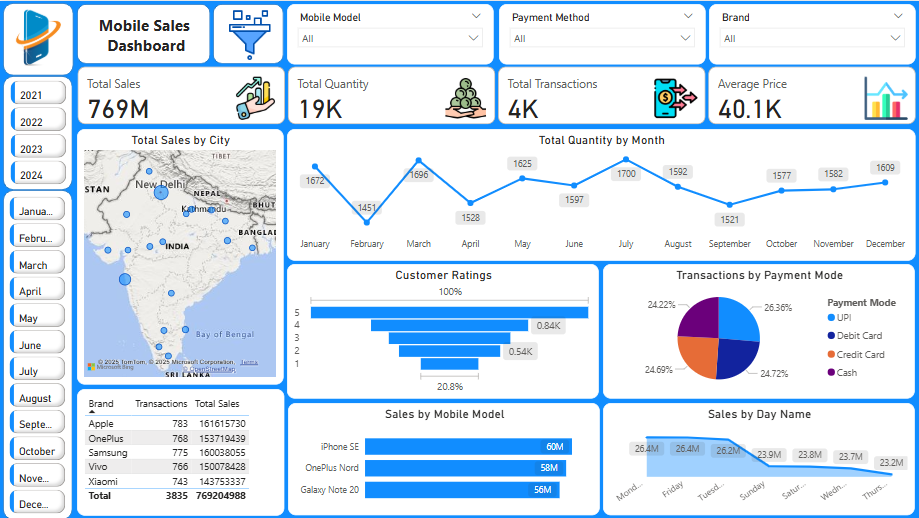 Mobile Sales
Dashboard
Mobile Model
All
Payment Method
All
Brand
All
2021
2022
2023
2024
Janua...
Febru...
March
April
May
June
July
August
Septe...
October
Nove...
Dece...
Total Sales
769M
Total Quantity
19K
Total Transactions
4K
Average Price
40.1K
Total Sales by City
TIBET
STAN
New Delhi
NEPAL
Kathmandu
BHUT
BANGLAD
INDIA
Bay of Bengal
© 2025 TomTom, © 2025 Microsoft Corporation, Terms
© OpenStreetMap
Microsoft Bing
SRI LANKA
Total Quantity by Month
1672
1451
1696
1528
1625
1597
1700
1592
1521
1577
1582
1609
January
February
March
April
May
June
July
August
September
October
November
December
Customer Ratings
100%
5
4
0.84K
3
2
0.54K
1
20.8%
Transactions by Payment Mode
24.22%
26.36%
24.69%
24.72%
Payment Mode
UPI
Debit Card
Credit Card
Cash
Brand Transactions Total Sales
Apple 783 161615730
OnePlus 768 153719439
Samsung 775 160038055
Vivo 766 150078428
Xiaomi 743 143753337
Total 3835 769204988
Sales by Mobile Model
iPhone SE 60M
OnePlus Nord 58M
Galaxy Note 20 56M
Sales by Day Name
26.4M
26.4M
26.2M
23.9M
23.8M
23.7M
23.2M
Mond...
Friday
Tuesd...
Sunday
Satur...
Wedn...
Thurs...